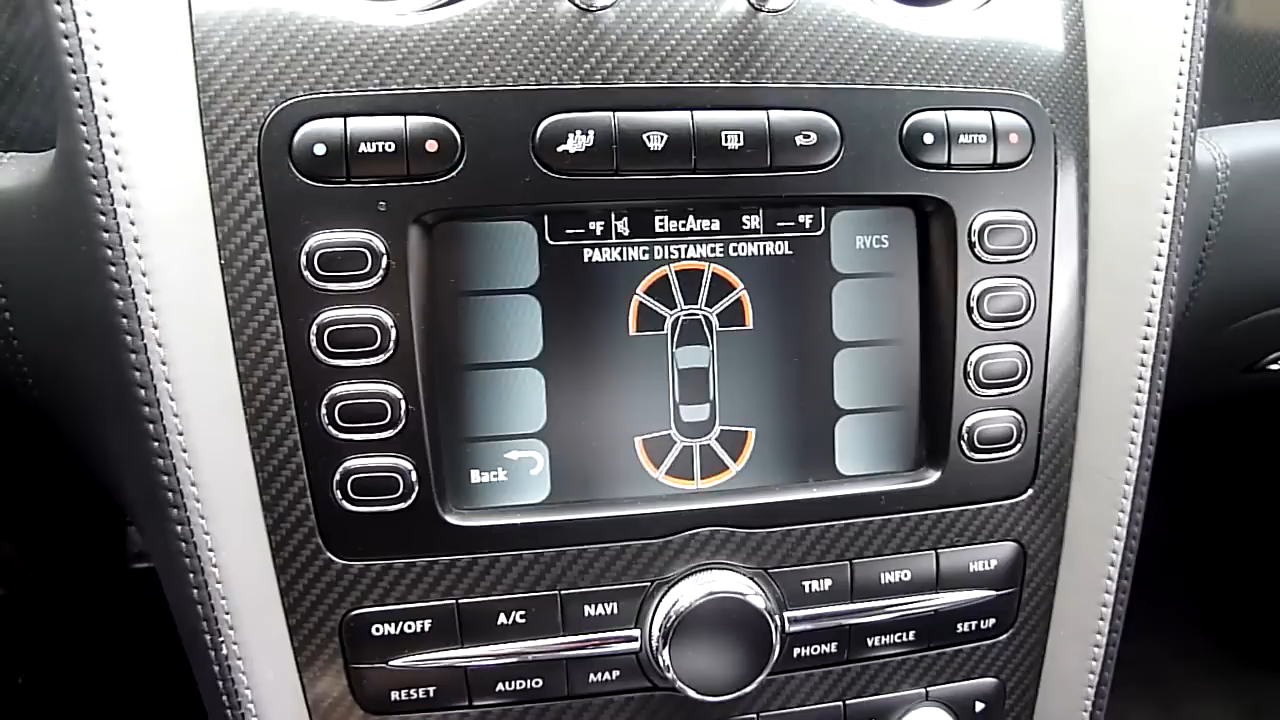 AUTO
AUTO
-- °F ElecArea SR -- °F
PARKING DISTANCE CONTROL
RVCS
Back
ON/OFF A/C NAVI TRIP INFO HELP
RESET AUDIO MAP PHONE VEHICLE SET UP